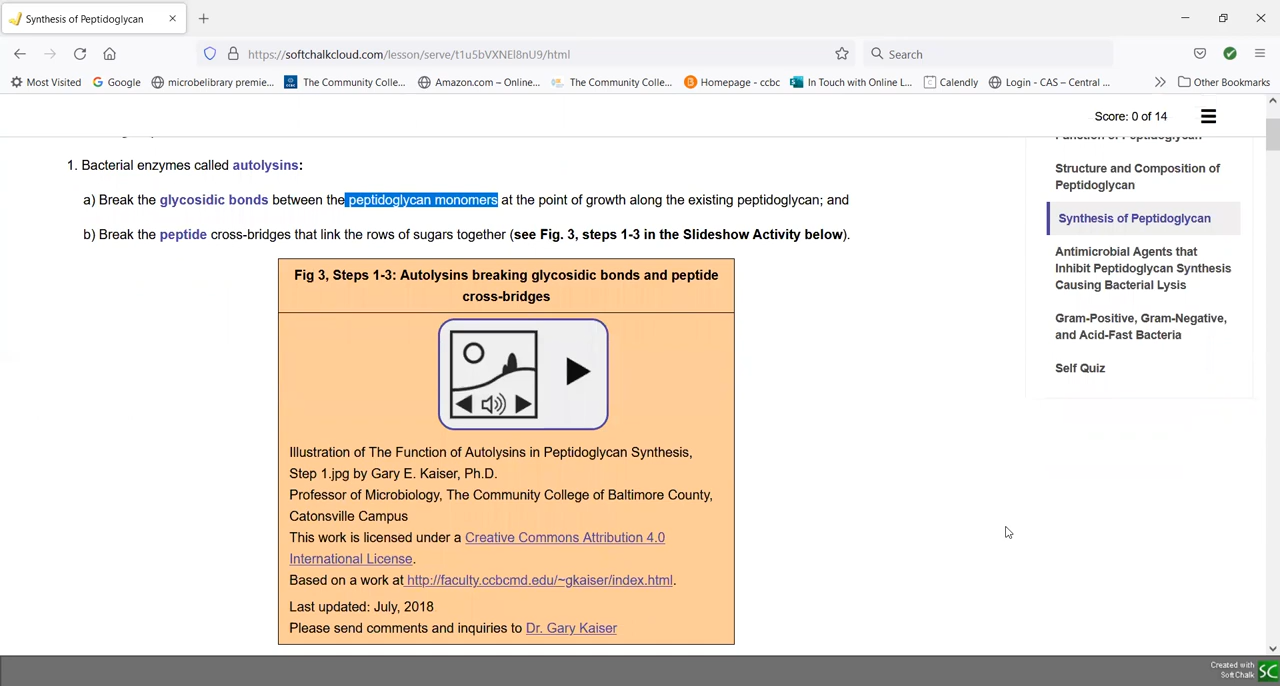 Synthesis of Peptidoglycan
https://softchalkcloud.com/lesson/serve/t1u5bVXNEl8nU9/html
Search
Most Visited
Google
microbelibrary premie...
The Community Colle...
Amazon.com – Online...
The Community Colle...
Homepage - ccbc
In Touch with Online L...
Calendly
Login - CAS – Central ...
Other Bookmarks
Score: 0 of 14
1. Bacterial enzymes called autolysins:
a) Break the glycosidic bonds between the peptidoglycan monomers at the point of growth along the existing peptidoglycan; and
b) Break the peptide cross-bridges that link the rows of sugars together (see Fig. 3, steps 1-3 in the Slideshow Activity below).
Fig 3, Steps 1-3: Autolysins breaking glycosidic bonds and peptide
cross-bridges
Illustration of The Function of Autolysins in Peptidoglycan Synthesis,
Step 1.jpg by Gary E. Kaiser, Ph.D.
Professor of Microbiology, The Community College of Baltimore County,
Catonsville Campus
This work is licensed under a Creative Commons Attribution 4.0
International License.
Based on a work at http://faculty.ccbcmd.edu/~gkaiser/index.html.
Last updated: July, 2018
Please send comments and inquiries to Dr. Gary Kaiser
Function of Peptidoglycan
Structure and Composition of
Peptidoglycan
Synthesis of Peptidoglycan
Antimicrobial Agents that
Inhibit Peptidoglycan Synthesis
Causing Bacterial Lysis
Gram-Positive, Gram-Negative,
and Acid-Fast Bacteria
Self Quiz
Created with
SoftChalk
SC